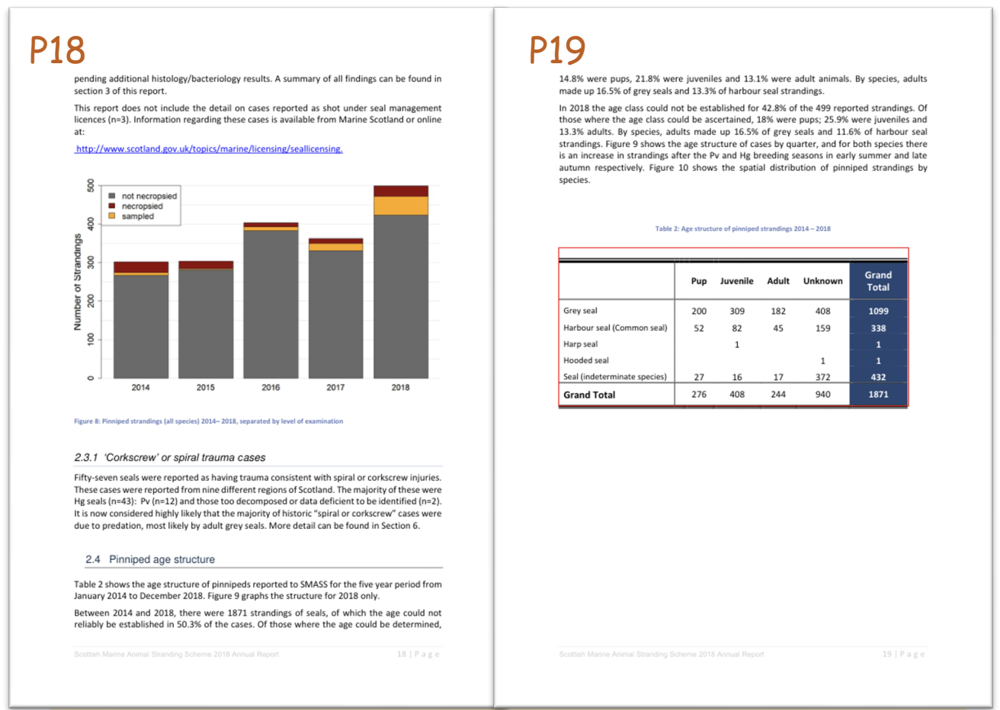 P18
pending additional histology/bacteriology results. A summary of all findings can be found in
section 3 of this report.
This report does not include the detail on cases reported as shot under seal management
licences (n=3). Information regarding these cases is available from Marine Scotland or online
at:
http://www.scotland.gov.uk/topics/marine/licensing/seallicensing.
Number of Strandings
500
400
300
200
100
0
not necropsied
necropsied
sampled
2014 2015 2016 2017 2018
Figure 8: Pinniped strandings (all species) 2014– 2018, separated by level of examination
2.3.1 ‘Corkscrew’ or spiral trauma cases
Fifty-seven seals were reported as having trauma consistent with spiral or corkscrew injuries.
These cases were reported from nine different regions of Scotland. The majority of these were
Hg seals (n=43): Pv (n=12) and those too decomposed or data deficient to be identified (n=2).
It is now considered highly likely that the majority of historic “spiral or corkscrew” cases were
due to predation, most likely by adult grey seals. More detail can be found in Section 6.
2.4 Pinniped age structure
Table 2 shows the age structure of pinnipeds reported to SMASS for the five year period from
January 2014 to December 2018. Figure 9 graphs the structure for 2018 only.
Between 2014 and 2018, there were 1871 strandings of seals, of which the age could not
reliably be established in 50.3% of the cases. Of those where the age could be determined,
Scottish Marine Animal Stranding Scheme 2018 Annual Report 18 | P a g e
P19
14.8% were pups, 21.8% were juveniles and 13.1% were adult animals. By species, adults
made up 16.5% of grey seals and 13.3% of harbour seal strandings.
In 2018 the age class could not be established for 42.8% of the 499 reported strandings. Of
those where the age class could be ascertained, 18% were pups; 25.9% were juveniles and
13.3% adults. By species, adults made up 16.5% of grey seals and 11.6% of harbour seal
strandings. Figure 9 shows the age structure of cases by quarter, and for both species there
is an increase in strandings after the Pv and Hg breeding seasons in early summer and late
autumn respectively. Figure 10 shows the spatial distribution of pinniped strandings by
species.
Table 2: Age structure of pinniped strandings 2014 – 2018
Pup Juvenile Adult Unknown Grand Total
Grey seal 200 309 182 408 1099
Harbour seal (Common seal) 52 82 45 159 338
Harp seal 1 1
Hooded seal 1 1
Seal (indeterminate species) 27 16 17 372 432
Grand Total 276 408 244 940 1871
Scottish Marine Animal Stranding Scheme 2018 Annual Report 19 | P a g e